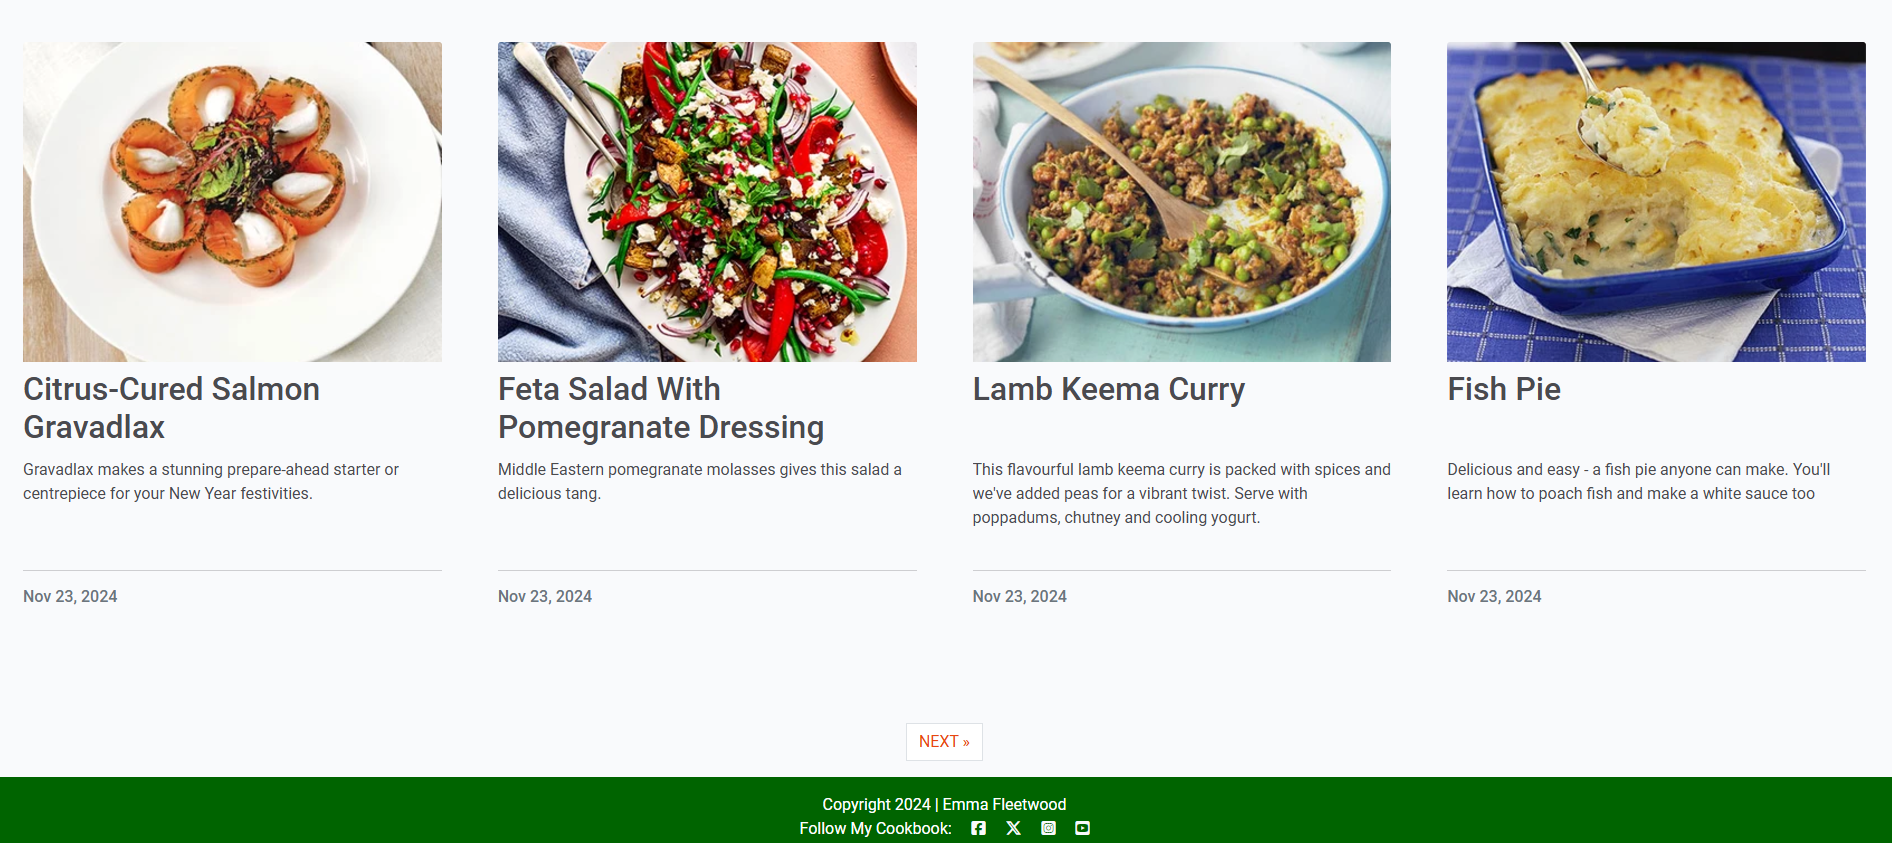 Citrus-Cured Salmon
Gravadlax
Gravadlax makes a stunning prepare-ahead starter or
centrepiece for your New Year festivities.
Nov 23, 2024
Feta Salad With
Pomegranate Dressing
Middle Eastern pomegranate molasses gives this salad a
delicious tang.
Nov 23, 2024
Lamb Keema Curry
This flavourful lamb keema curry is packed with spices and
we've added peas for a vibrant twist. Serve with
poppadums, chutney and cooling yogurt.
Nov 23, 2024
Fish Pie
Delicious and easy - a fish pie anyone can make. You'll
learn how to poach fish and make a white sauce too
Nov 23, 2024
NEXT »
Copyright 2024 | Emma Fleetwood
Follow My Cookbook: